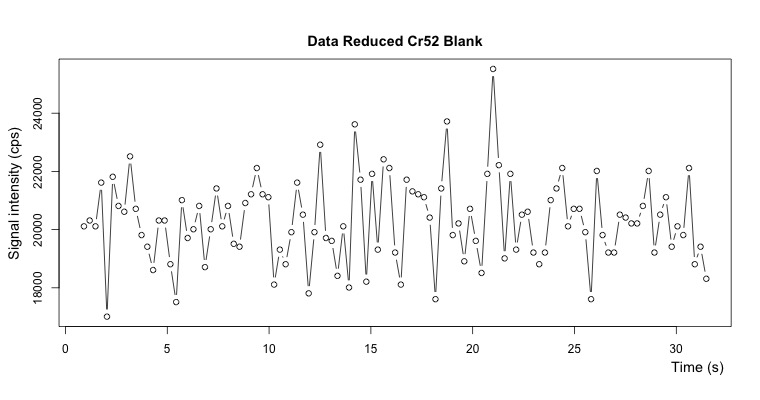 Data Reduced Cr52 Blank
Signal intensity (cps)
24000
22000
20000
18000
0 5 10 15 20 25 30
Time (s)